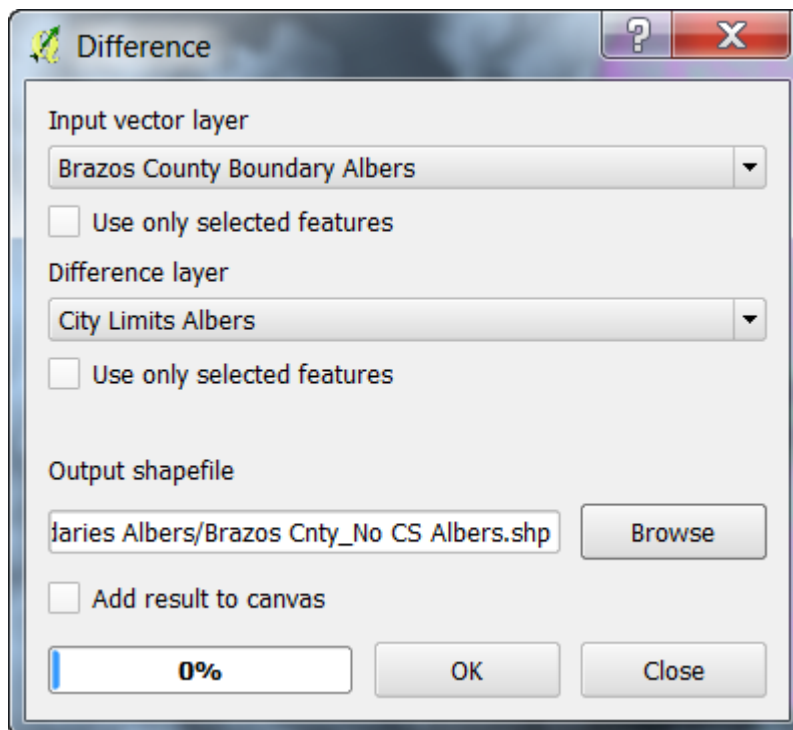 Difference
Input vector layer
Brazos County Boundary Albers
Use only selected features
Difference layer
City Limits Albers
Use only selected features
Output shapefile
daries Albers/Brazos Cnty_No CS Albers.shp
Browse
Add result to canvas
0%
OK
Close